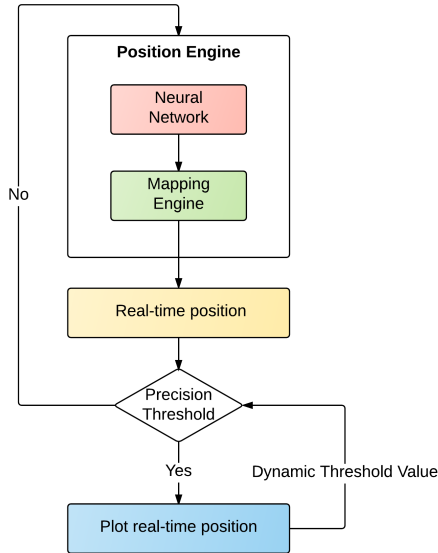 Position Engine
Neural
Network
Mapping
Engine
No
Real-time position
Precision
Threshold
Yes
Dynamic Threshold Value
Plot real-time position